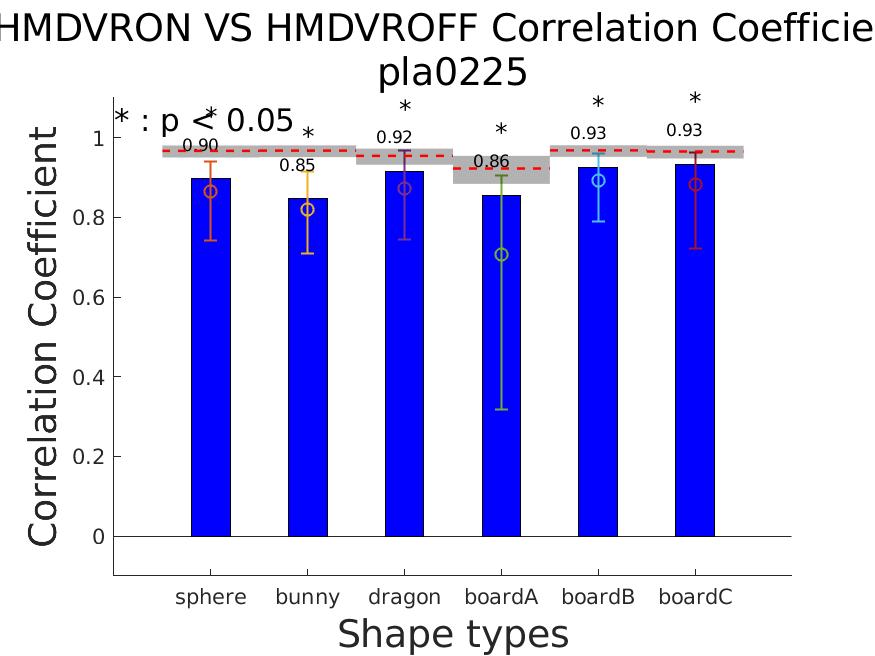 HMDVRON VS HMDVROFF Correlation Coefficie
pla0225
* : p < 0.05
* * * * * *
0.90 0.85 0.92 0.86 0.93 0.93
Correlation Coefficient
1
0.8
0.6
0.4
0.2
0
sphere bunny dragon boardA boardB boardC
Shape types